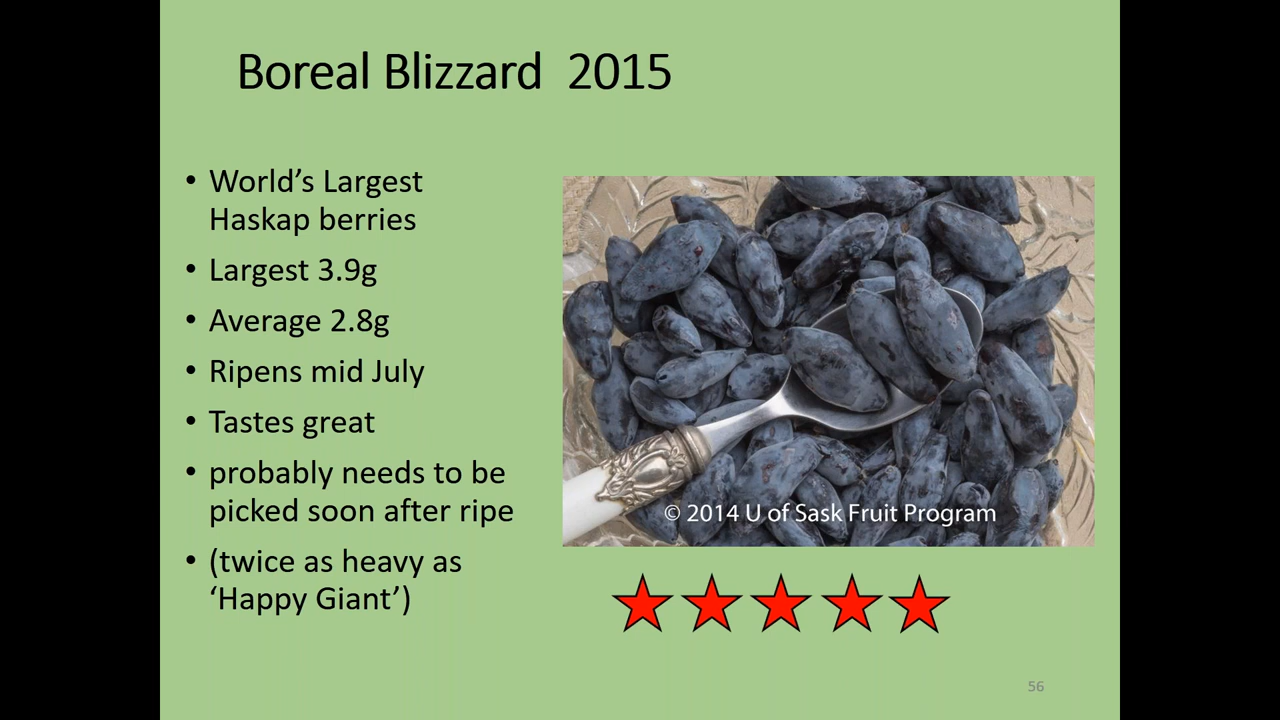 Boreal Blizzard  2015
• World’s Largest
Haskap berries
• Largest 3.9g
• Average 2.8g
• Ripens mid July
• Tastes great
• probably needs to be
picked soon after ripe
• (twice as heavy as
‘Happy Giant’)
© 2014 U of Sask Fruit Program
56